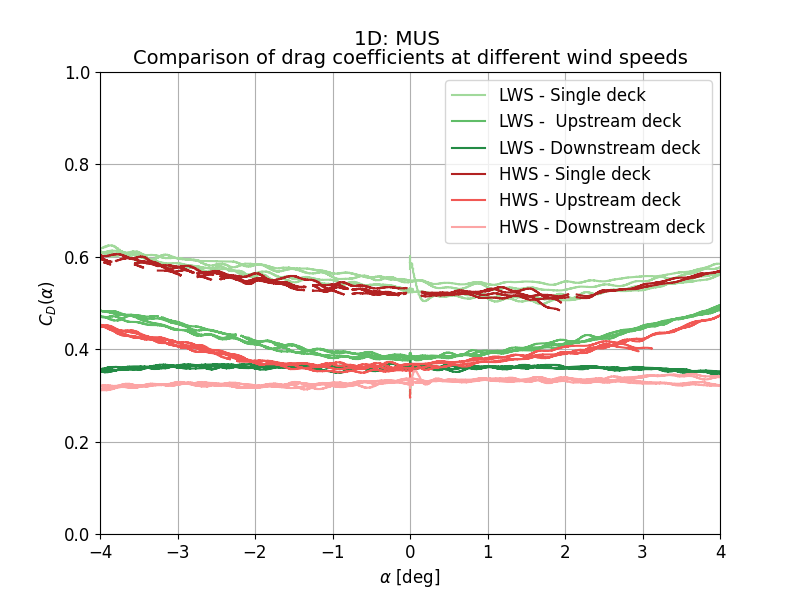 1D: MUS
Comparison of drag coefficients at different wind speeds
1.0
0.8
0.6
0.4
0.2
0.0
C_D(α)
−4
−3
−2
−1
0
1
2
3
4
α [deg]
LWS - Single deck
LWS -  Upstream deck
LWS - Downstream deck
HWS - Single deck
HWS - Upstream deck
HWS - Downstream deck